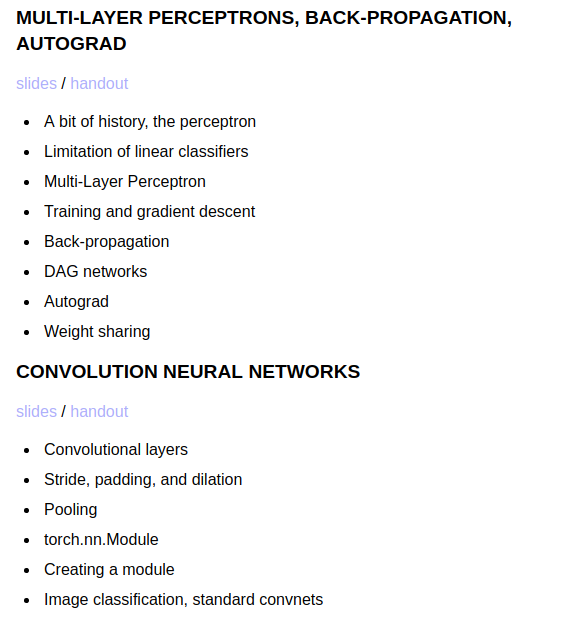 MULTI-LAYER PERCEPTRONS, BACK-PROPAGATION,
AUTOGRAD
slides / handout
A bit of history, the perceptron
Limitation of linear classifiers
Multi-Layer Perceptron
Training and gradient descent
Back-propagation
DAG networks
Autograd
Weight sharing
CONVOLUTION NEURAL NETWORKS
slides / handout
Convolutional layers
Stride, padding, and dilation
Pooling
torch.nn.Module
Creating a module
Image classification, standard convnets